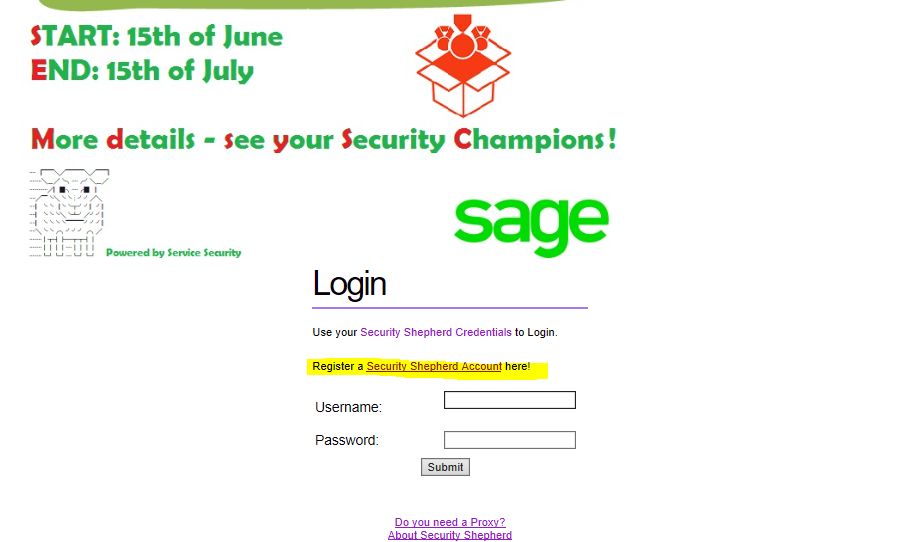 START: 15th of June
END: 15th of July
More details - see your Security Champions!
Powered by Service Security
sage
Login
Use your Security Shepherd Credentials to Login.
Register a Security Shepherd Account here!
Username:
Password:
Submit
Do you need a Proxy?
About Security Shepherd